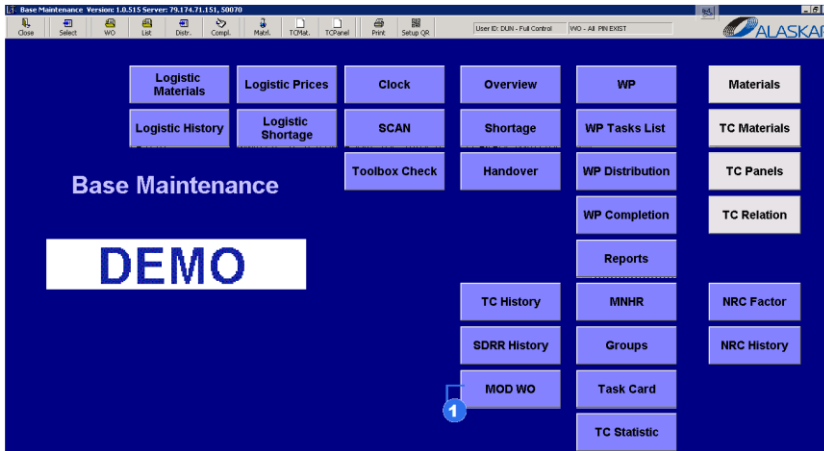 Base Maintenance Version: 1.0.515 Server: 79.174.71.151, 50070
Close Select WO List Distr. Compl. Matrl. TCMat. TCPanel Print Setup QR
User ID: DUN - Full Control WO - All PIN EXIST
ALASKAR
Logistic Materials Logistic Prices Clock Overview WP Materials
Logistic History Logistic Shortage SCAN Shortage WP Tasks List TC Materials
Toolbox Check Handover WP Distribution TC Panels
Base Maintenance
WP Completion TC Relation
DEMO
Reports
TC History MNHR NRC Factor
SDRR History Groups NRC History
MOD WO Task Card
1
TC Statistic